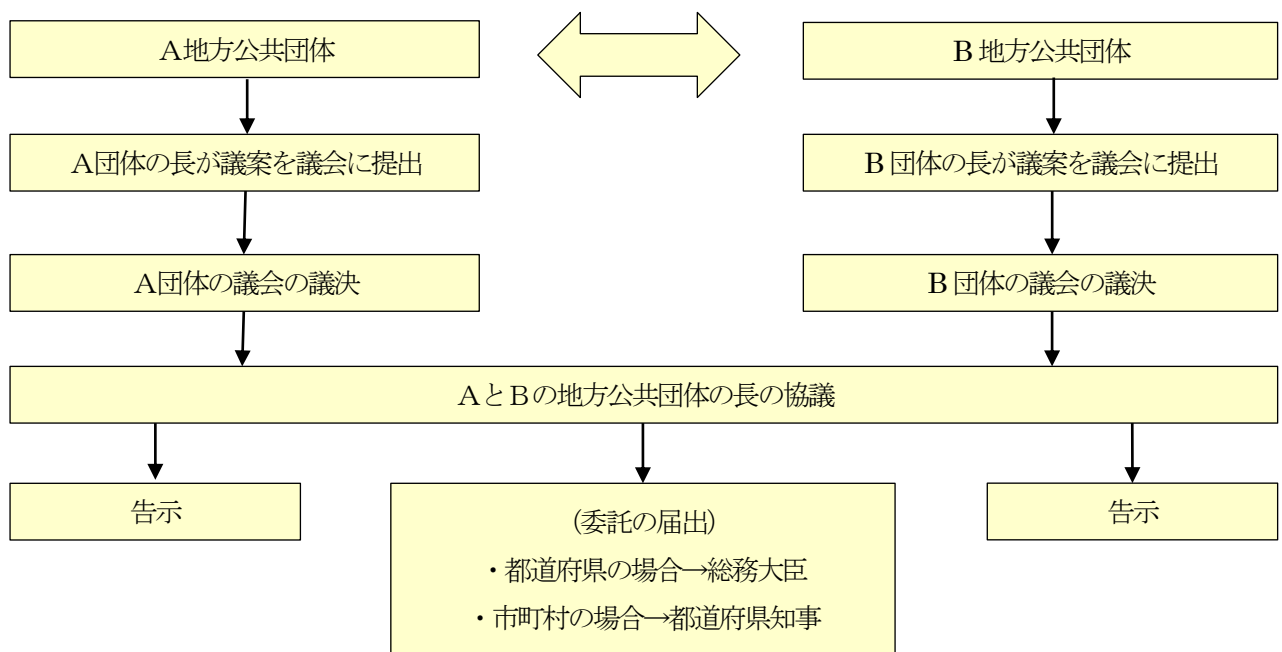 A地方公共団体
B 地方公共団体
A団体の長が議案を議会に提出
B 団体の長が議案を議会に提出
A団体の議会の議決
B 団体の議会の議決
AとBの地方公共団体の長の協議
告示
(委託の届出)
・都道府県の場合→総務大臣
・市町村の場合→都道府県知事
告示